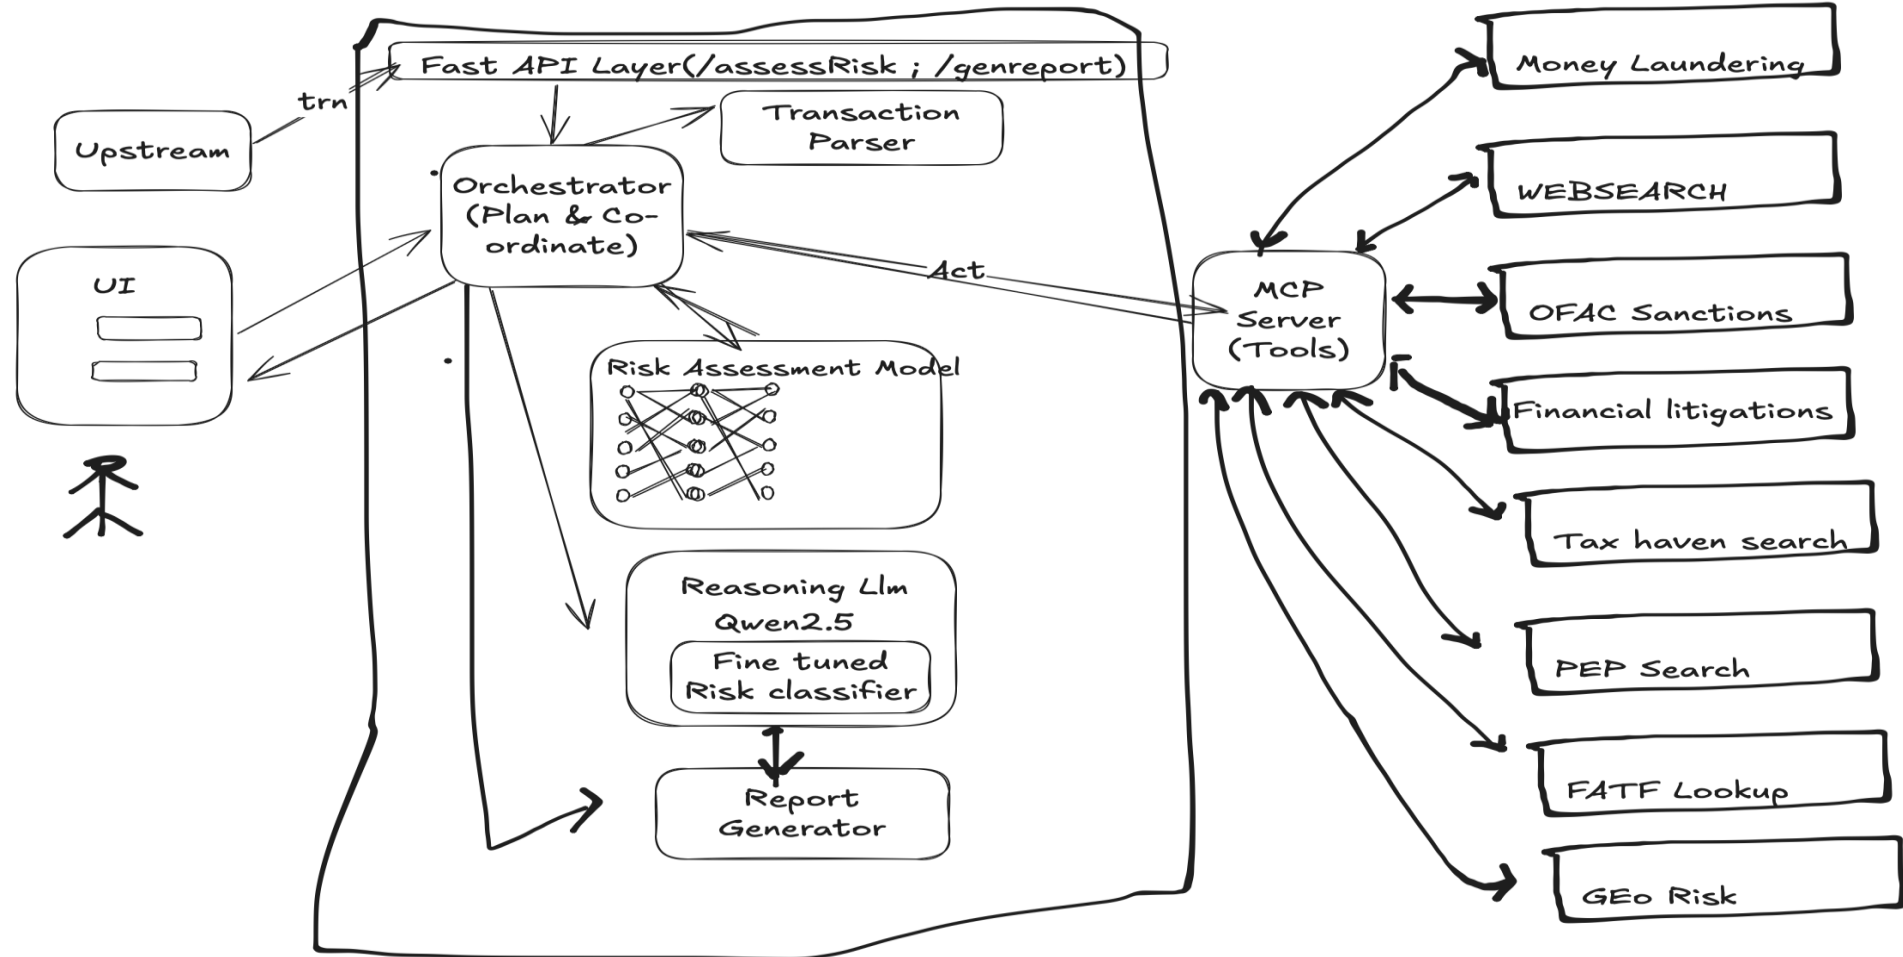 Fast API Layer(/assessRisk ; /genreport)
trn
Upstream
Transaction
Parser
Orchestrator
(Plan & Co-
ordinate)
UI
Act
MCP
Server
(Tools)
Risk Assessment Model
Reasoning Llm
Qwen2.5
Fine tuned
Risk classifier
Report
Generator
Money Laundering
WEBSEARCH
OFAC Sanctions
Financial litigations
Tax haven search
PEP Search
FATF Lookup
GEo Risk